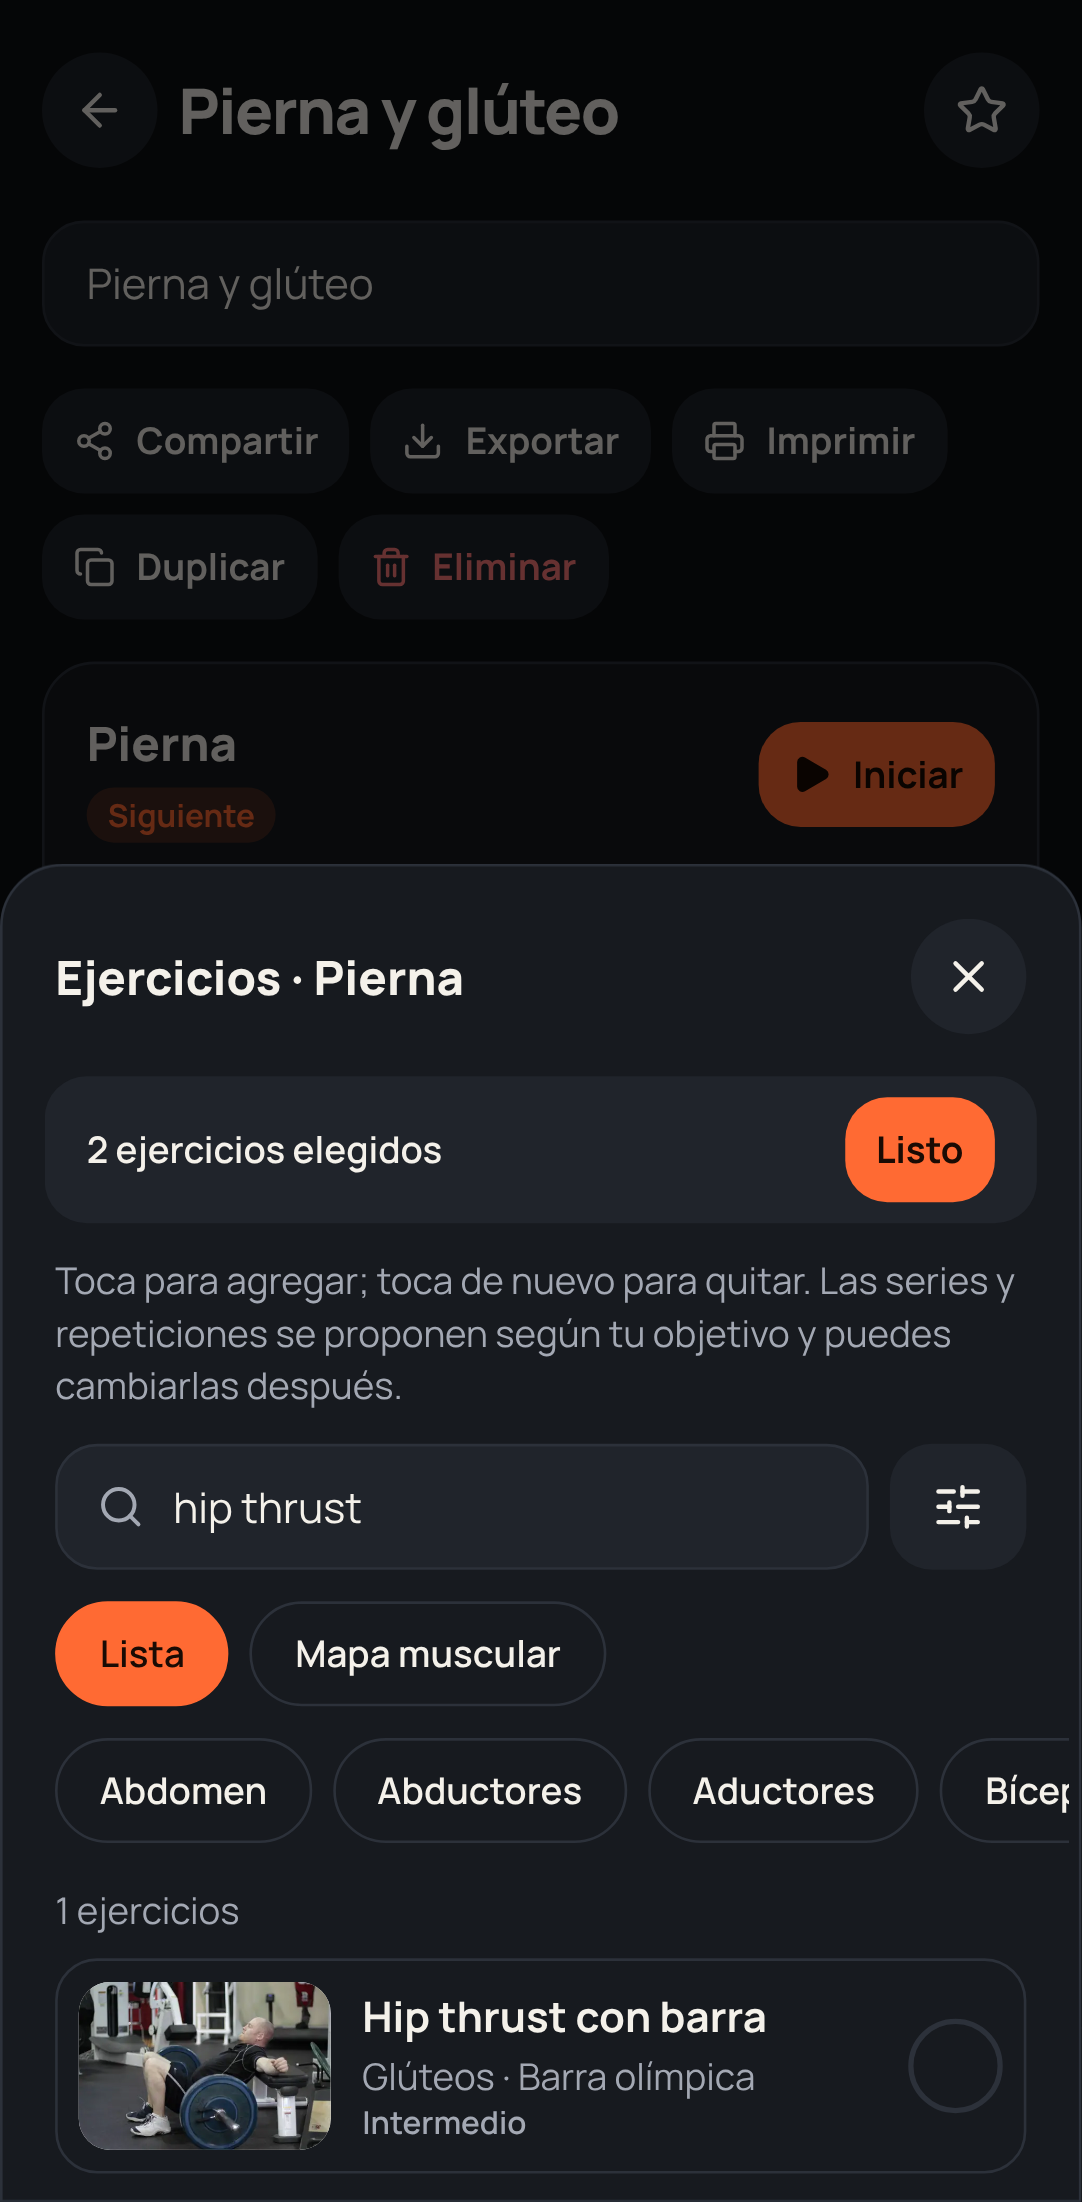 Pierna y glúteo
Pierna y glúteo
Compartir
Exportar
Imprimir
Duplicar
Eliminar
Pierna
Siguiente
Iniciar
Ejercicios · Pierna
2 ejercicios elegidos
Listo
Toca para agregar; toca de nuevo para quitar. Las series y
repeticiones se proponen según tu objetivo y puedes
cambiarlas después.
hip thrust
Lista
Mapa muscular
Abdomen
Abductores
Aductores
Bícep
1 ejercicios
Hip thrust con barra
Glúteos · Barra olímpica
Intermedio